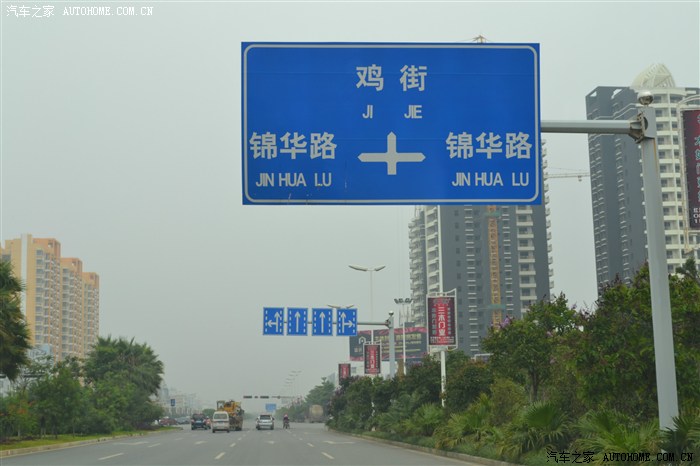 汽车之家 AUTOHOME.COM.CN
鸡街
JI JIE
锦华路 锦华路
JIN HUA LU JIN HUA LU
三木门室
汽车之家 AUTOHOME.COM.CN